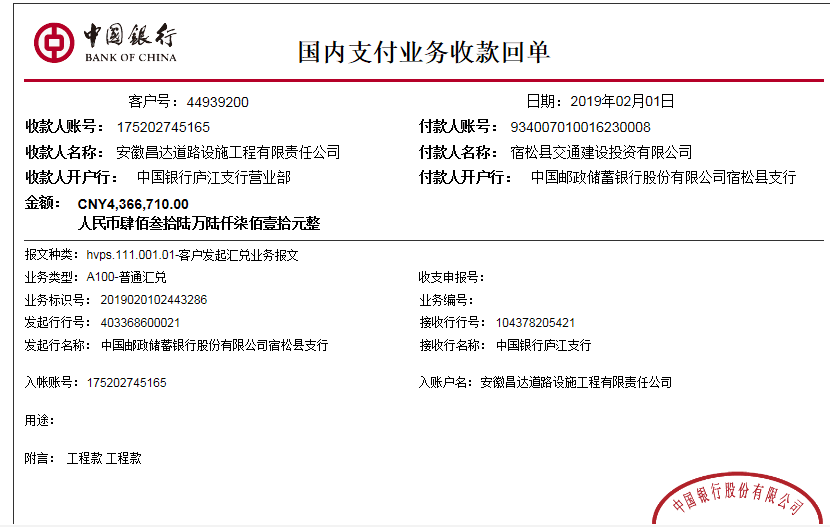 中国银行
BANK OF CHINA
国内支付业务收款回单
客户号：44939200 日期：2019年02月01日
收款人账号：175202745165 付款人账号：934007010016230008
收款人名称：安徽昌达道路设施工程有限责任公司 付款人名称：宿松县交通建设投资有限公司
收款人开户行：中国银行庐江支行营业部 付款人开户行：中国邮政储蓄银行股份有限公司宿松县支行
金额：CNY4,366,710.00
人民币肆佰叁拾陆万陆仟柒佰壹拾元整
报文种类：hvps.111.001.01-客户发起汇兑业务报文
业务类型：A100-普通汇兑 收支申报号：
业务标识号：2019020102443286 业务编号：
发起行行号：403368600021 接收行行号：104378205421
发起行名称：中国邮政储蓄银行股份有限公司宿松县支行 接收行名称：中国银行庐江支行
入帐账号：175202745165 入账户名：安徽昌达道路设施工程有限责任公司
用途：
附言：工程款 工程款
中国银行股份有限公司